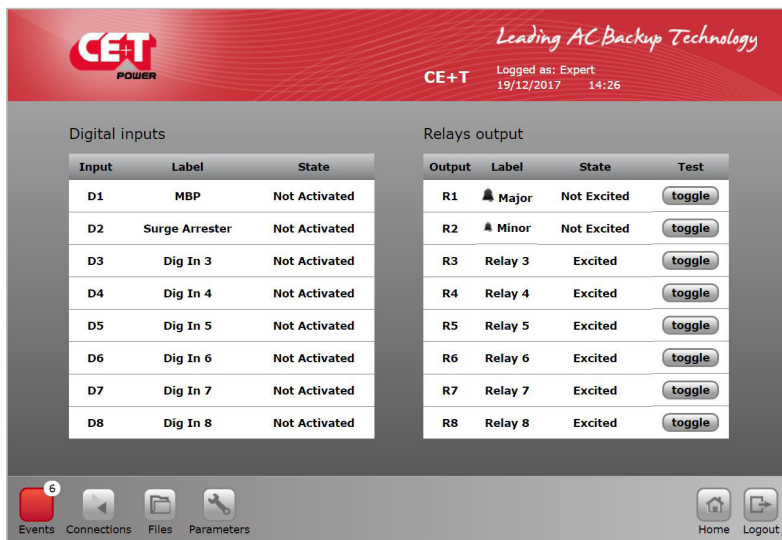 CE+T
POWER
Leading AC Backup Technology
CE+T
Logged as: Expert
19/12/2017 14:26
Digital inputs
Input Label State
D1 MBP Not Activated
D2 Surge Arrester Not Activated
D3 Dig In 3 Not Activated
D4 Dig In 4 Not Activated
D5 Dig In 5 Not Activated
D6 Dig In 6 Not Activated
D7 Dig In 7 Not Activated
D8 Dig In 8 Not Activated
Relays output
Output Label State Test
R1 Major Not Excited toggle
R2 Minor Not Excited toggle
R3 Relay 3 Excited toggle
R4 Relay 4 Excited toggle
R5 Relay 5 Excited toggle
R6 Relay 6 Excited toggle
R7 Relay 7 Excited toggle
R8 Relay 8 Excited toggle
6
Events Connections Files Parameters Home Logout